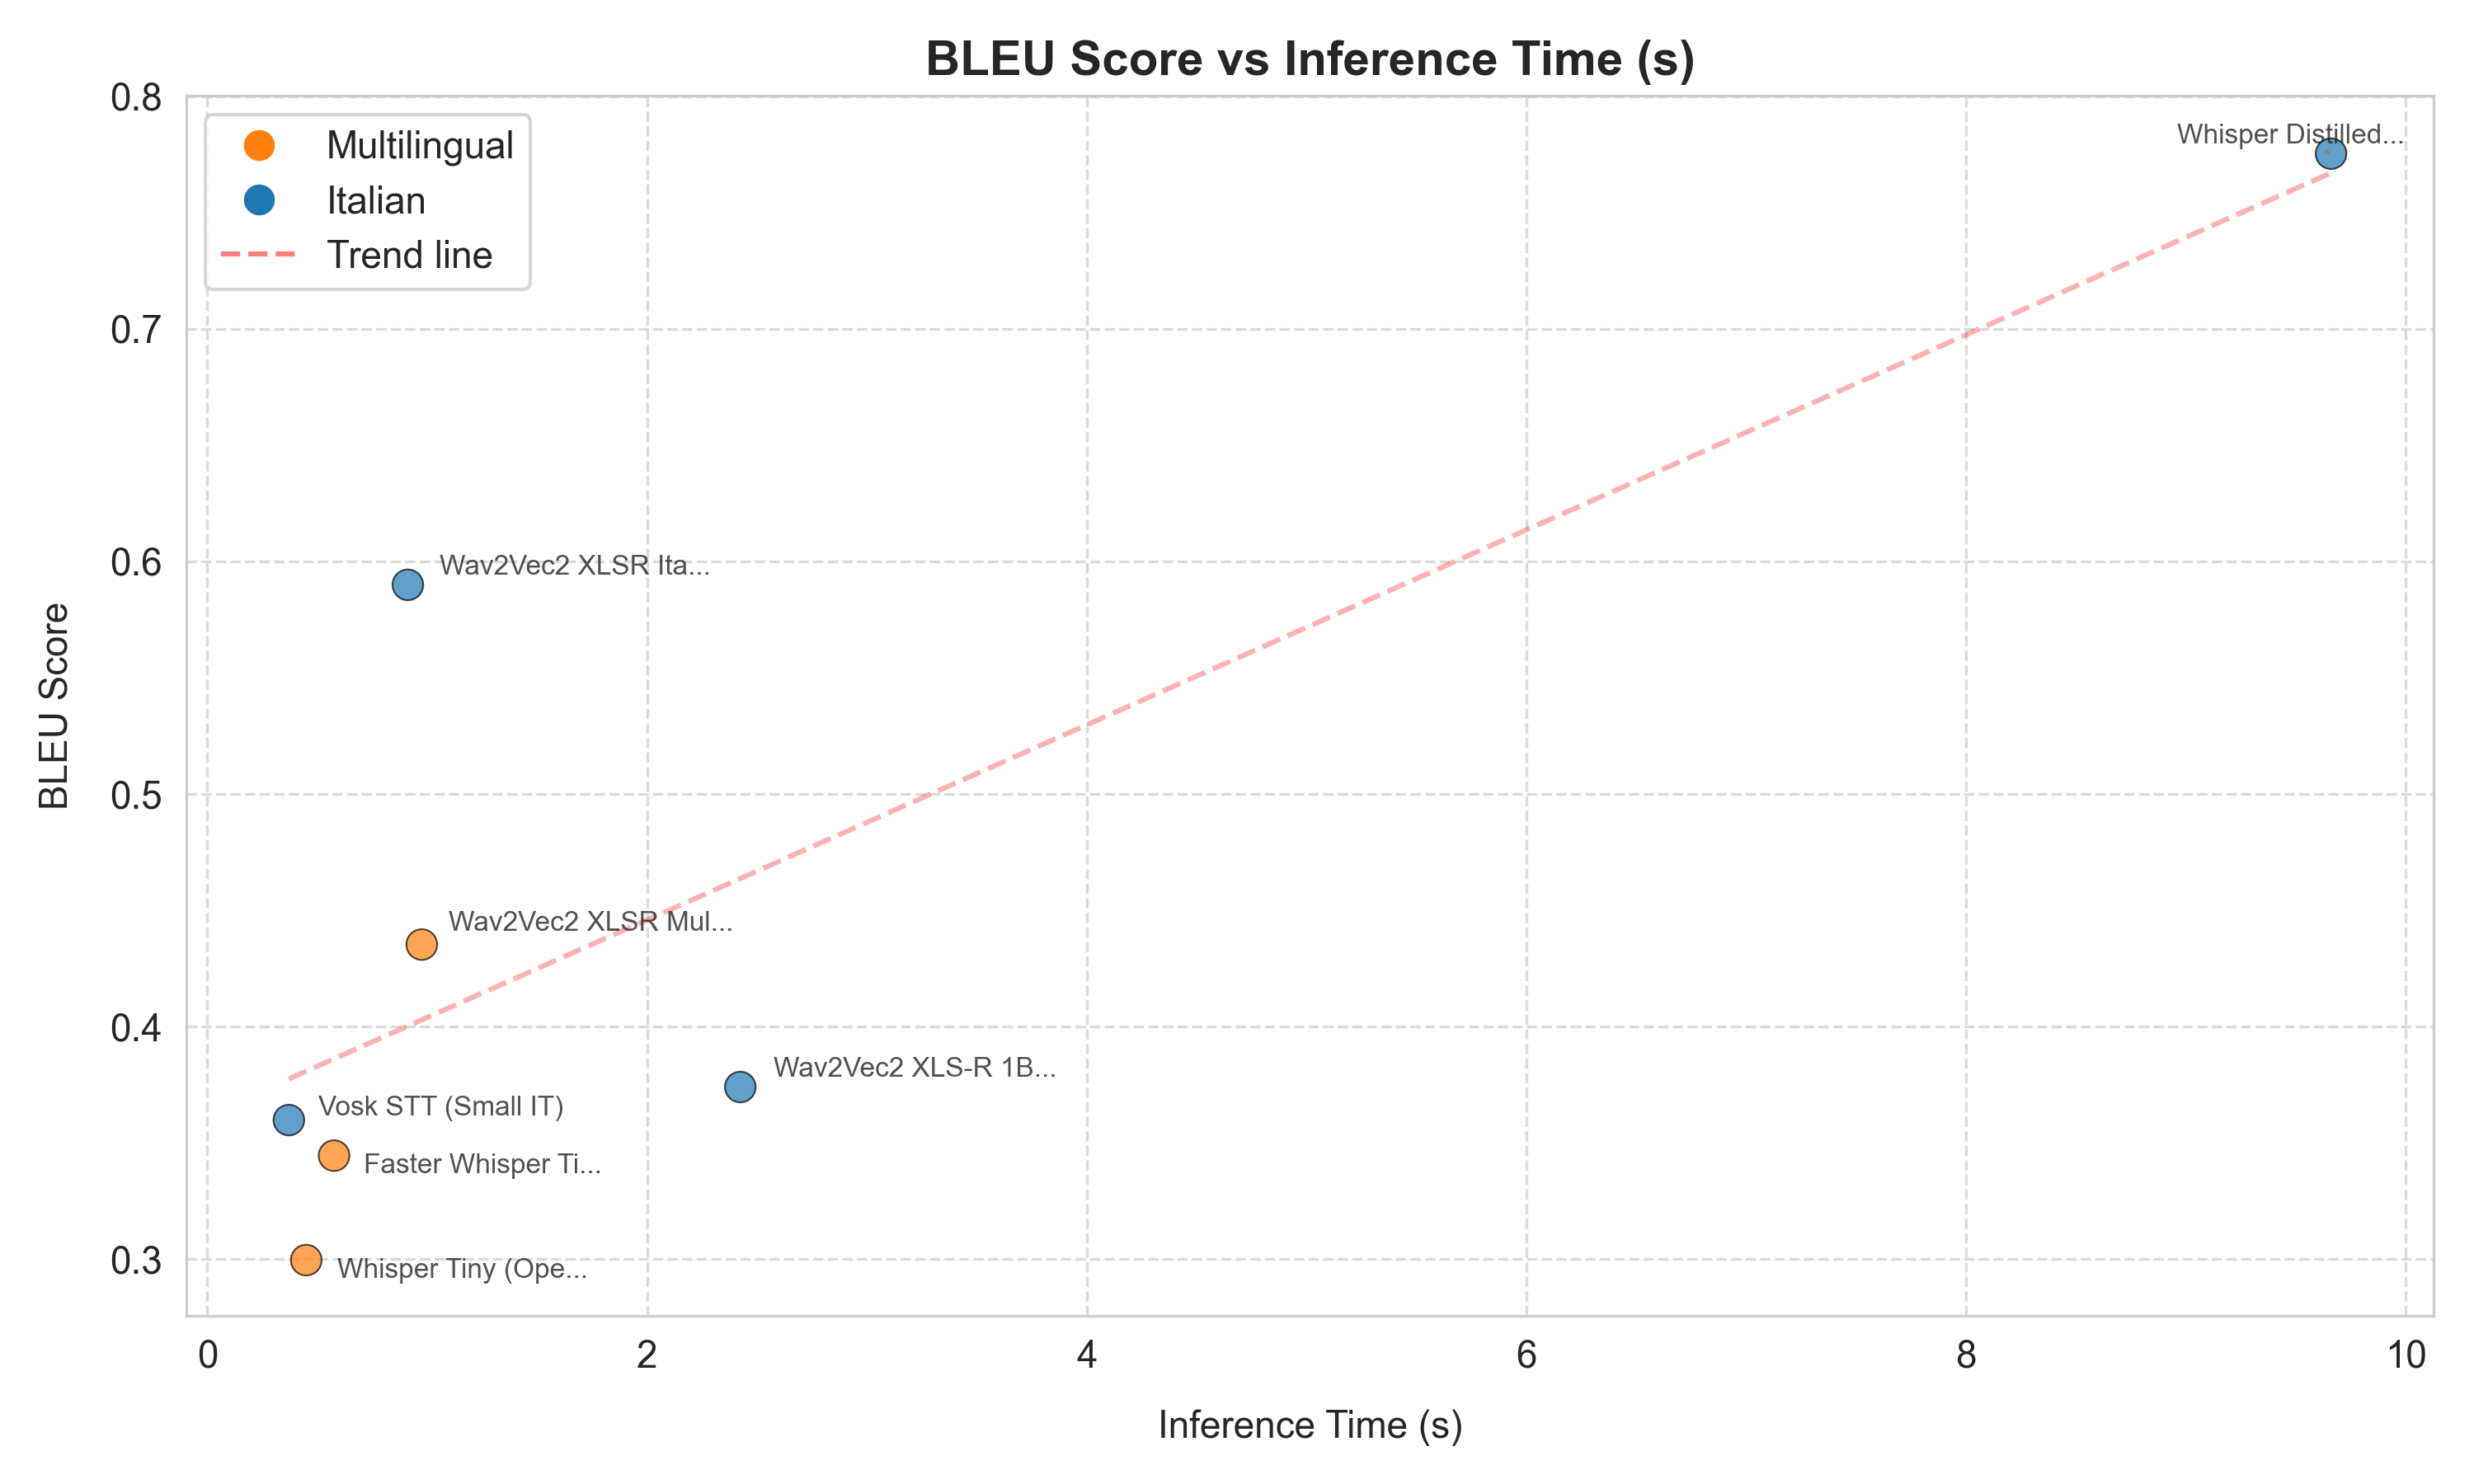 BLEU Score vs Inference Time (s)
0.8
0.7
0.6
0.5
0.4
0.3
BLEU Score
Multilingual
Italian
Trend line
Whisper Distilled...
Wav2Vec2 XLSR Ita...
Wav2Vec2 XLSR Mul...
Wav2Vec2 XLS-R 1B...
Vosk STT (Small IT)
Faster Whisper Ti...
Whisper Tiny (Ope...
0 2 4 6 8 10
Inference Time (s)